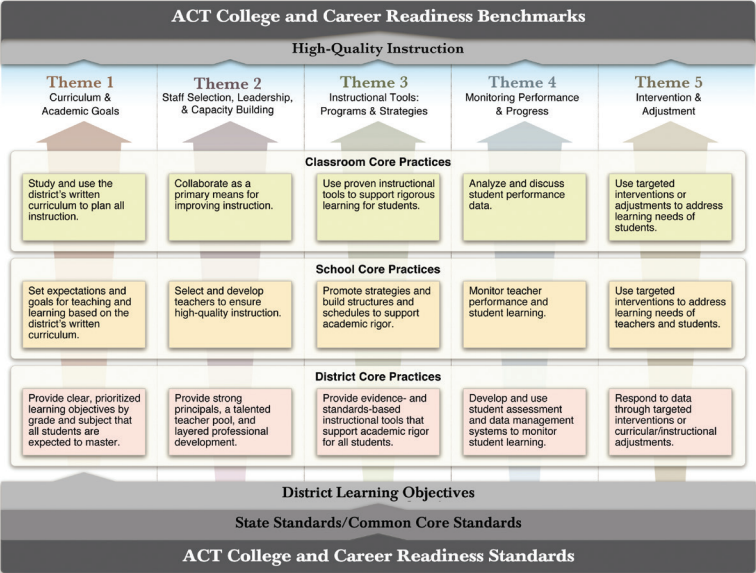 ACT College and Career Readiness Benchmarks
High-Quality Instruction
Theme 1
Curriculum &
Academic Goals
Theme 2
Staff Selection, Leadership,
& Capacity Building
Theme 3
Instructional Tools:
Programs & Strategies
Theme 4
Monitoring Performance
& Progress
Theme 5
Intervention &
Adjustment
Classroom Core Practices
Study and use the
district's written
curriculum to plan all
instruction.
Collaborate as a
primary means for
improving instruction.
Use proven instructional
tools to support rigorous
learning for students.
Analyze and discuss
student performance
data.
Use targeted
interventions or
adjustments to address
learning needs of
students.
School Core Practices
Set expectations and
goals for teaching and
learning based on the
district's written
curriculum.
Select and develop
teachers to ensure
high-quality instruction.
Promote strategies and
build structures and
schedules to support
academic rigor.
Monitor teacher
performance and
student learning.
Use targeted
interventions to address
learning needs of
teachers and students.
District Core Practices
Provide clear, prioritized
learning objectives by
grade and subject that
all students are
expected to master.
Provide strong
principals, a talented
teacher pool, and
layered professional
development.
Provide evidence- and
standards-based
instructional tools that
support academic rigor
for all students.
Develop and use
student assessment
and data management
systems to monitor
student learning.
Respond to data
through targeted
interventions or
curricular/instructional
adjustments.
District Learning Objectives
State Standards/Common Core Standards
ACT College and Career Readiness Standards